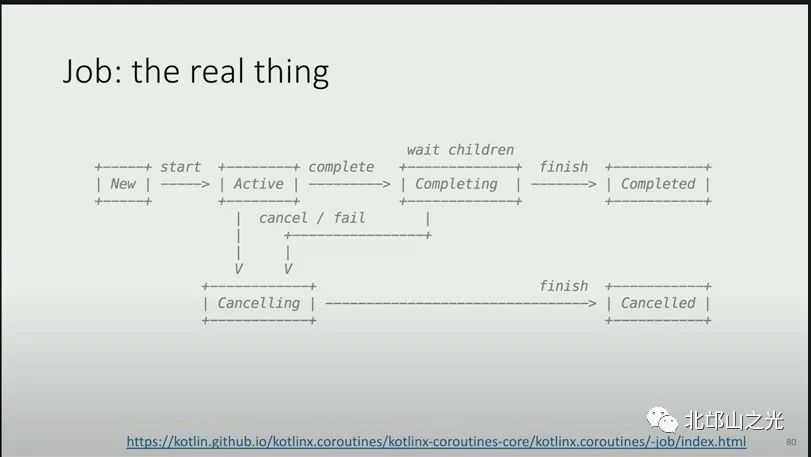 Job: the real thing
wait children
+-----+ start  +--------+ complete   +-------------+  finish  +-----------+
| New | -----> | Active | ---------> | Completing  | -------> | Completed |
+-----+        +--------+            +-------------+          +-----------+
|  cancel / fail       |
|     +----------------+
|     |
V     V
+------------+                           finish  +-----------+
| Cancelling | --------------------------------> | Cancelled |
+------------+                                   +-----------+
北邙山之光
https://kotlin.github.io/kotlinx.coroutines/kotlinx-coroutines-core/kotlinx.coroutines/-job/index.html
80